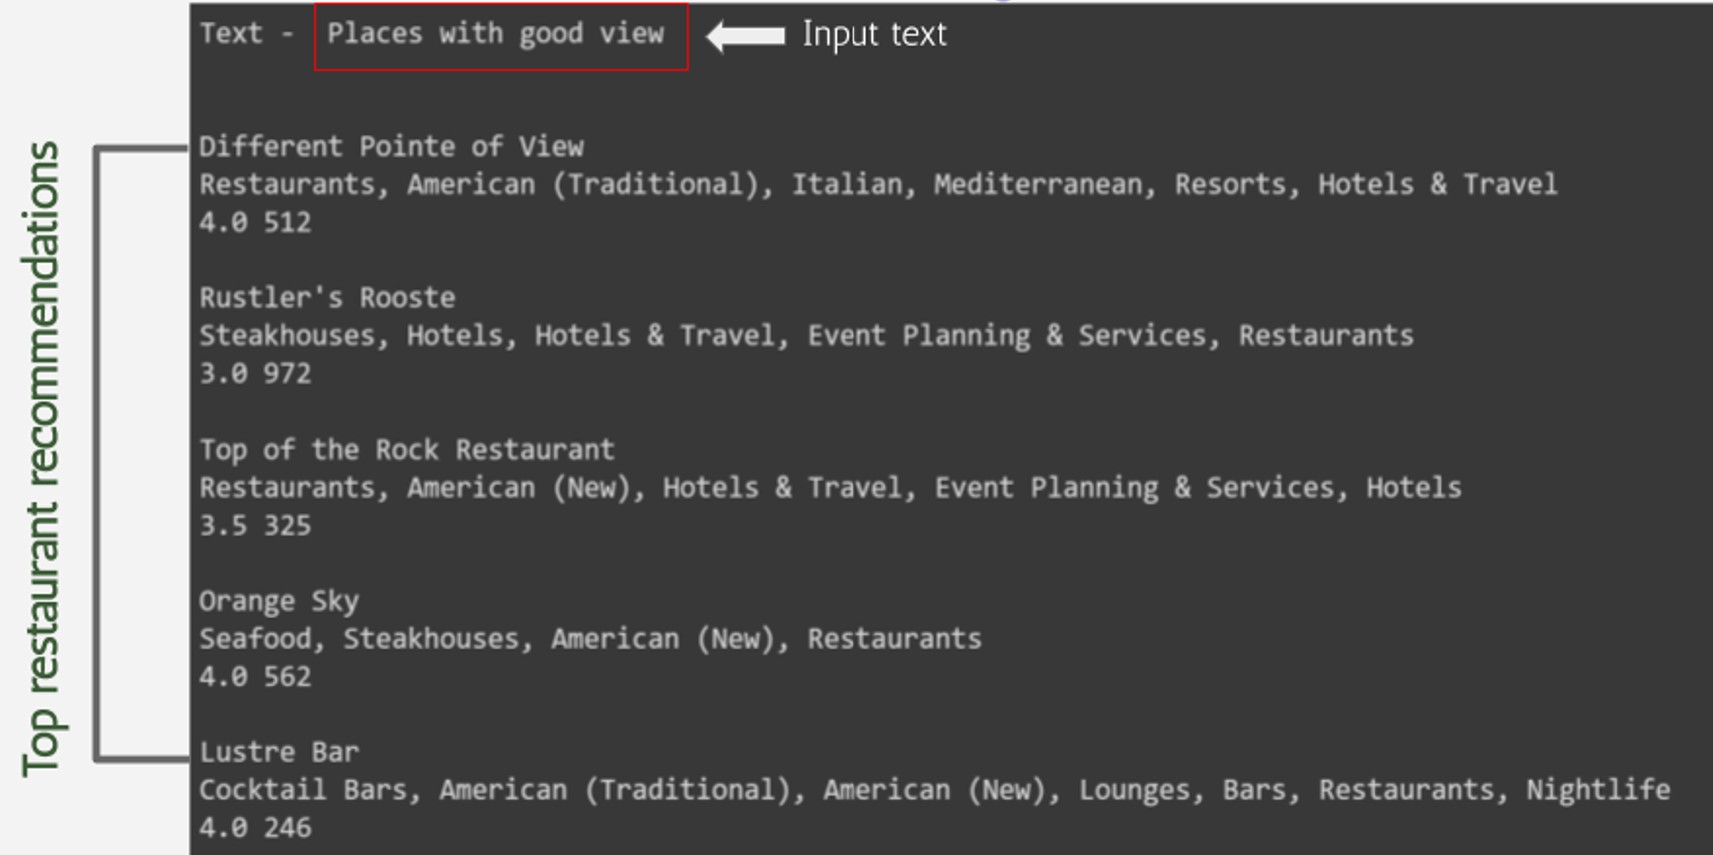 Text - Places with good view
Input text
Top restaurant recommendations
Different Pointe of View
Restaurants, American (Traditional), Italian, Mediterranean, Resorts, Hotels & Travel
4.0 512
Rustler's Rooste
Steakhouses, Hotels, Hotels & Travel, Event Planning & Services, Restaurants
3.0 972
Top of the Rock Restaurant
Restaurants, American (New), Hotels & Travel, Event Planning & Services, Hotels
3.5 325
Orange Sky
Seafood, Steakhouses, American (New), Restaurants
4.0 562
Lustre Bar
Cocktail Bars, American (Traditional), American (New), Lounges, Bars, Restaurants, Nightlife
4.0 246